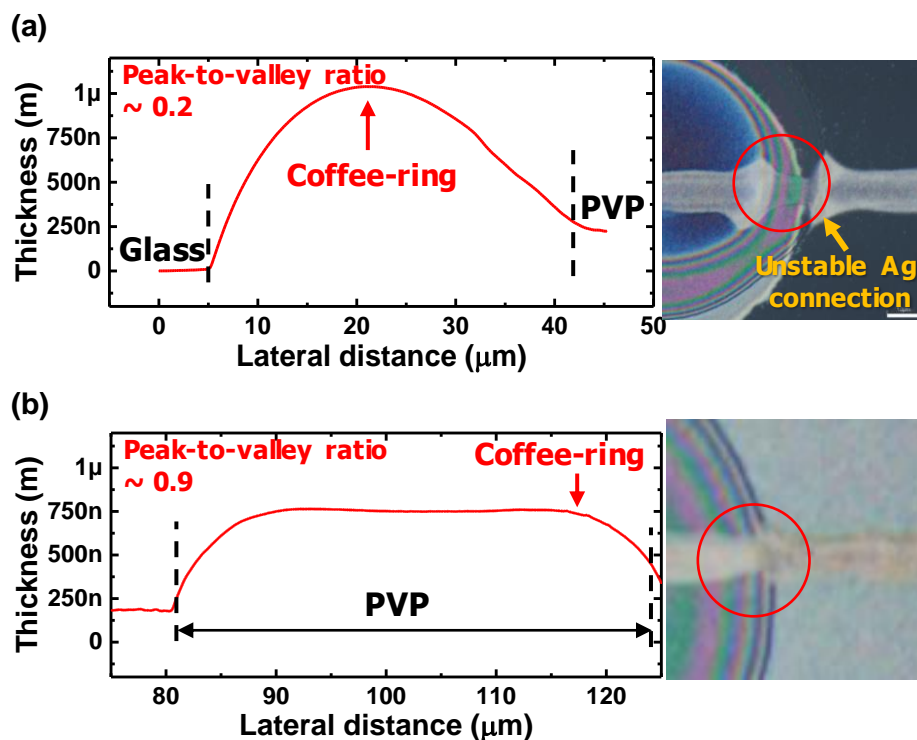 (a)
Peak-to-valley ratio
~ 0.2
1μ
750n
500n
250n
0
Thickness (m)
Coffee-ring
Glass
PVP
0
10
20
30
40
50
Lateral distance (μm)
Unstable Ag
connection
(b)
Peak-to-valley ratio
~ 0.9
1μ
750n
500n
250n
0
Thickness (m)
Coffee-ring
PVP
80
90
100
110
120
Lateral distance (μm)